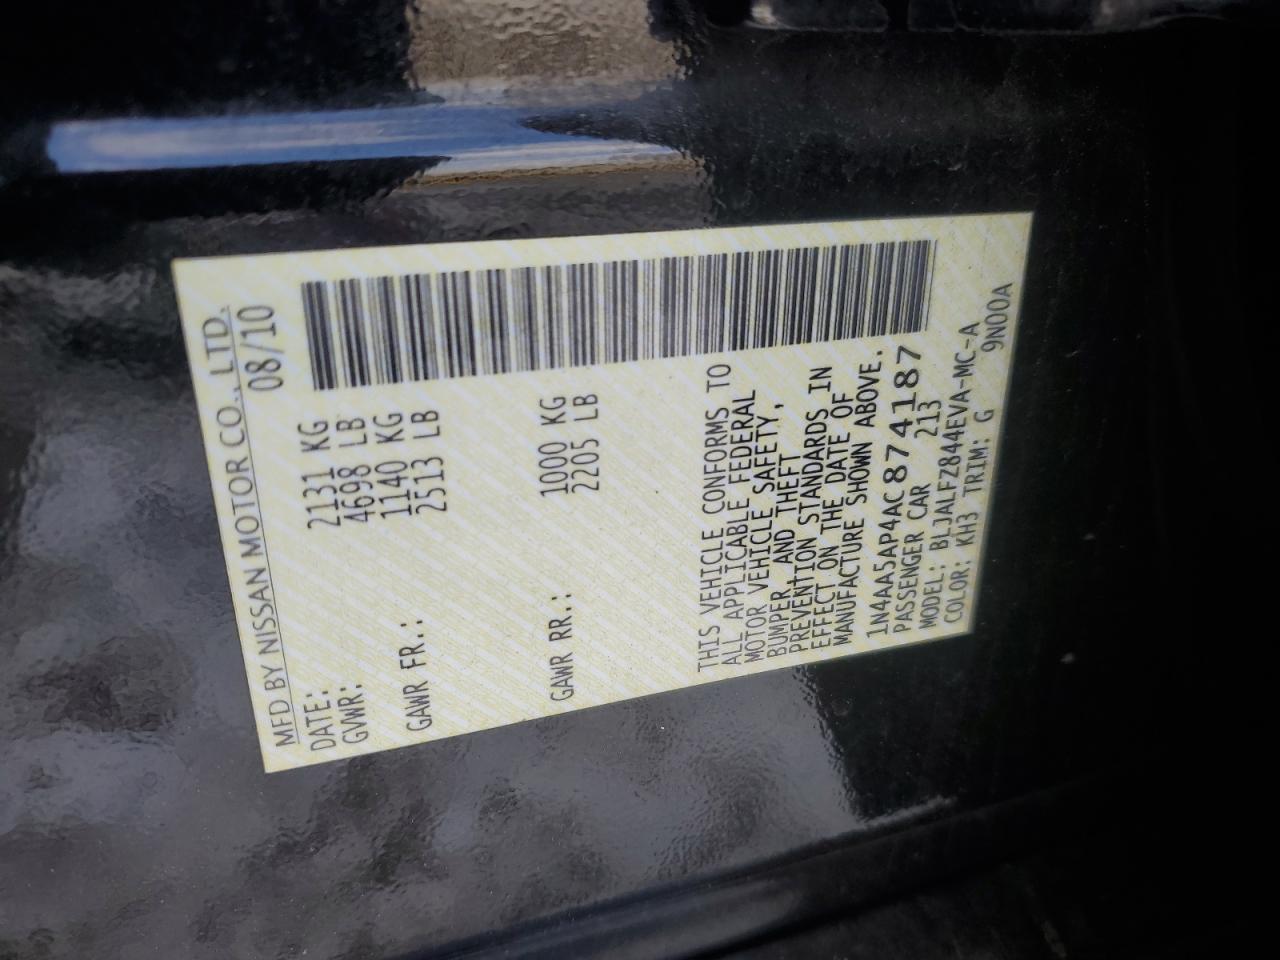 MFD BY NISSAN MOTOR CO., LTD.
DATE: 08/10
GVWR: 2131 KG
4698 LB
GAWR FR.: 1140 KG
2513 LB
GAWR RR.: 1000 KG
2205 LB
THIS VEHICLE CONFORMS TO
ALL APPLICABLE FEDERAL
MOTOR VEHICLE SAFETY,
BUMPER, AND THEFT
PREVENTION STANDARDS IN
EFFECT ON THE DATE OF
MANUFACTURE SHOWN ABOVE.
1N4AA5AP4AC874187
PASSENGER CAR 213
MODEL: BLJALFZ844EVA-MC-A
COLOR: KH3 TRIM: G 9N00A